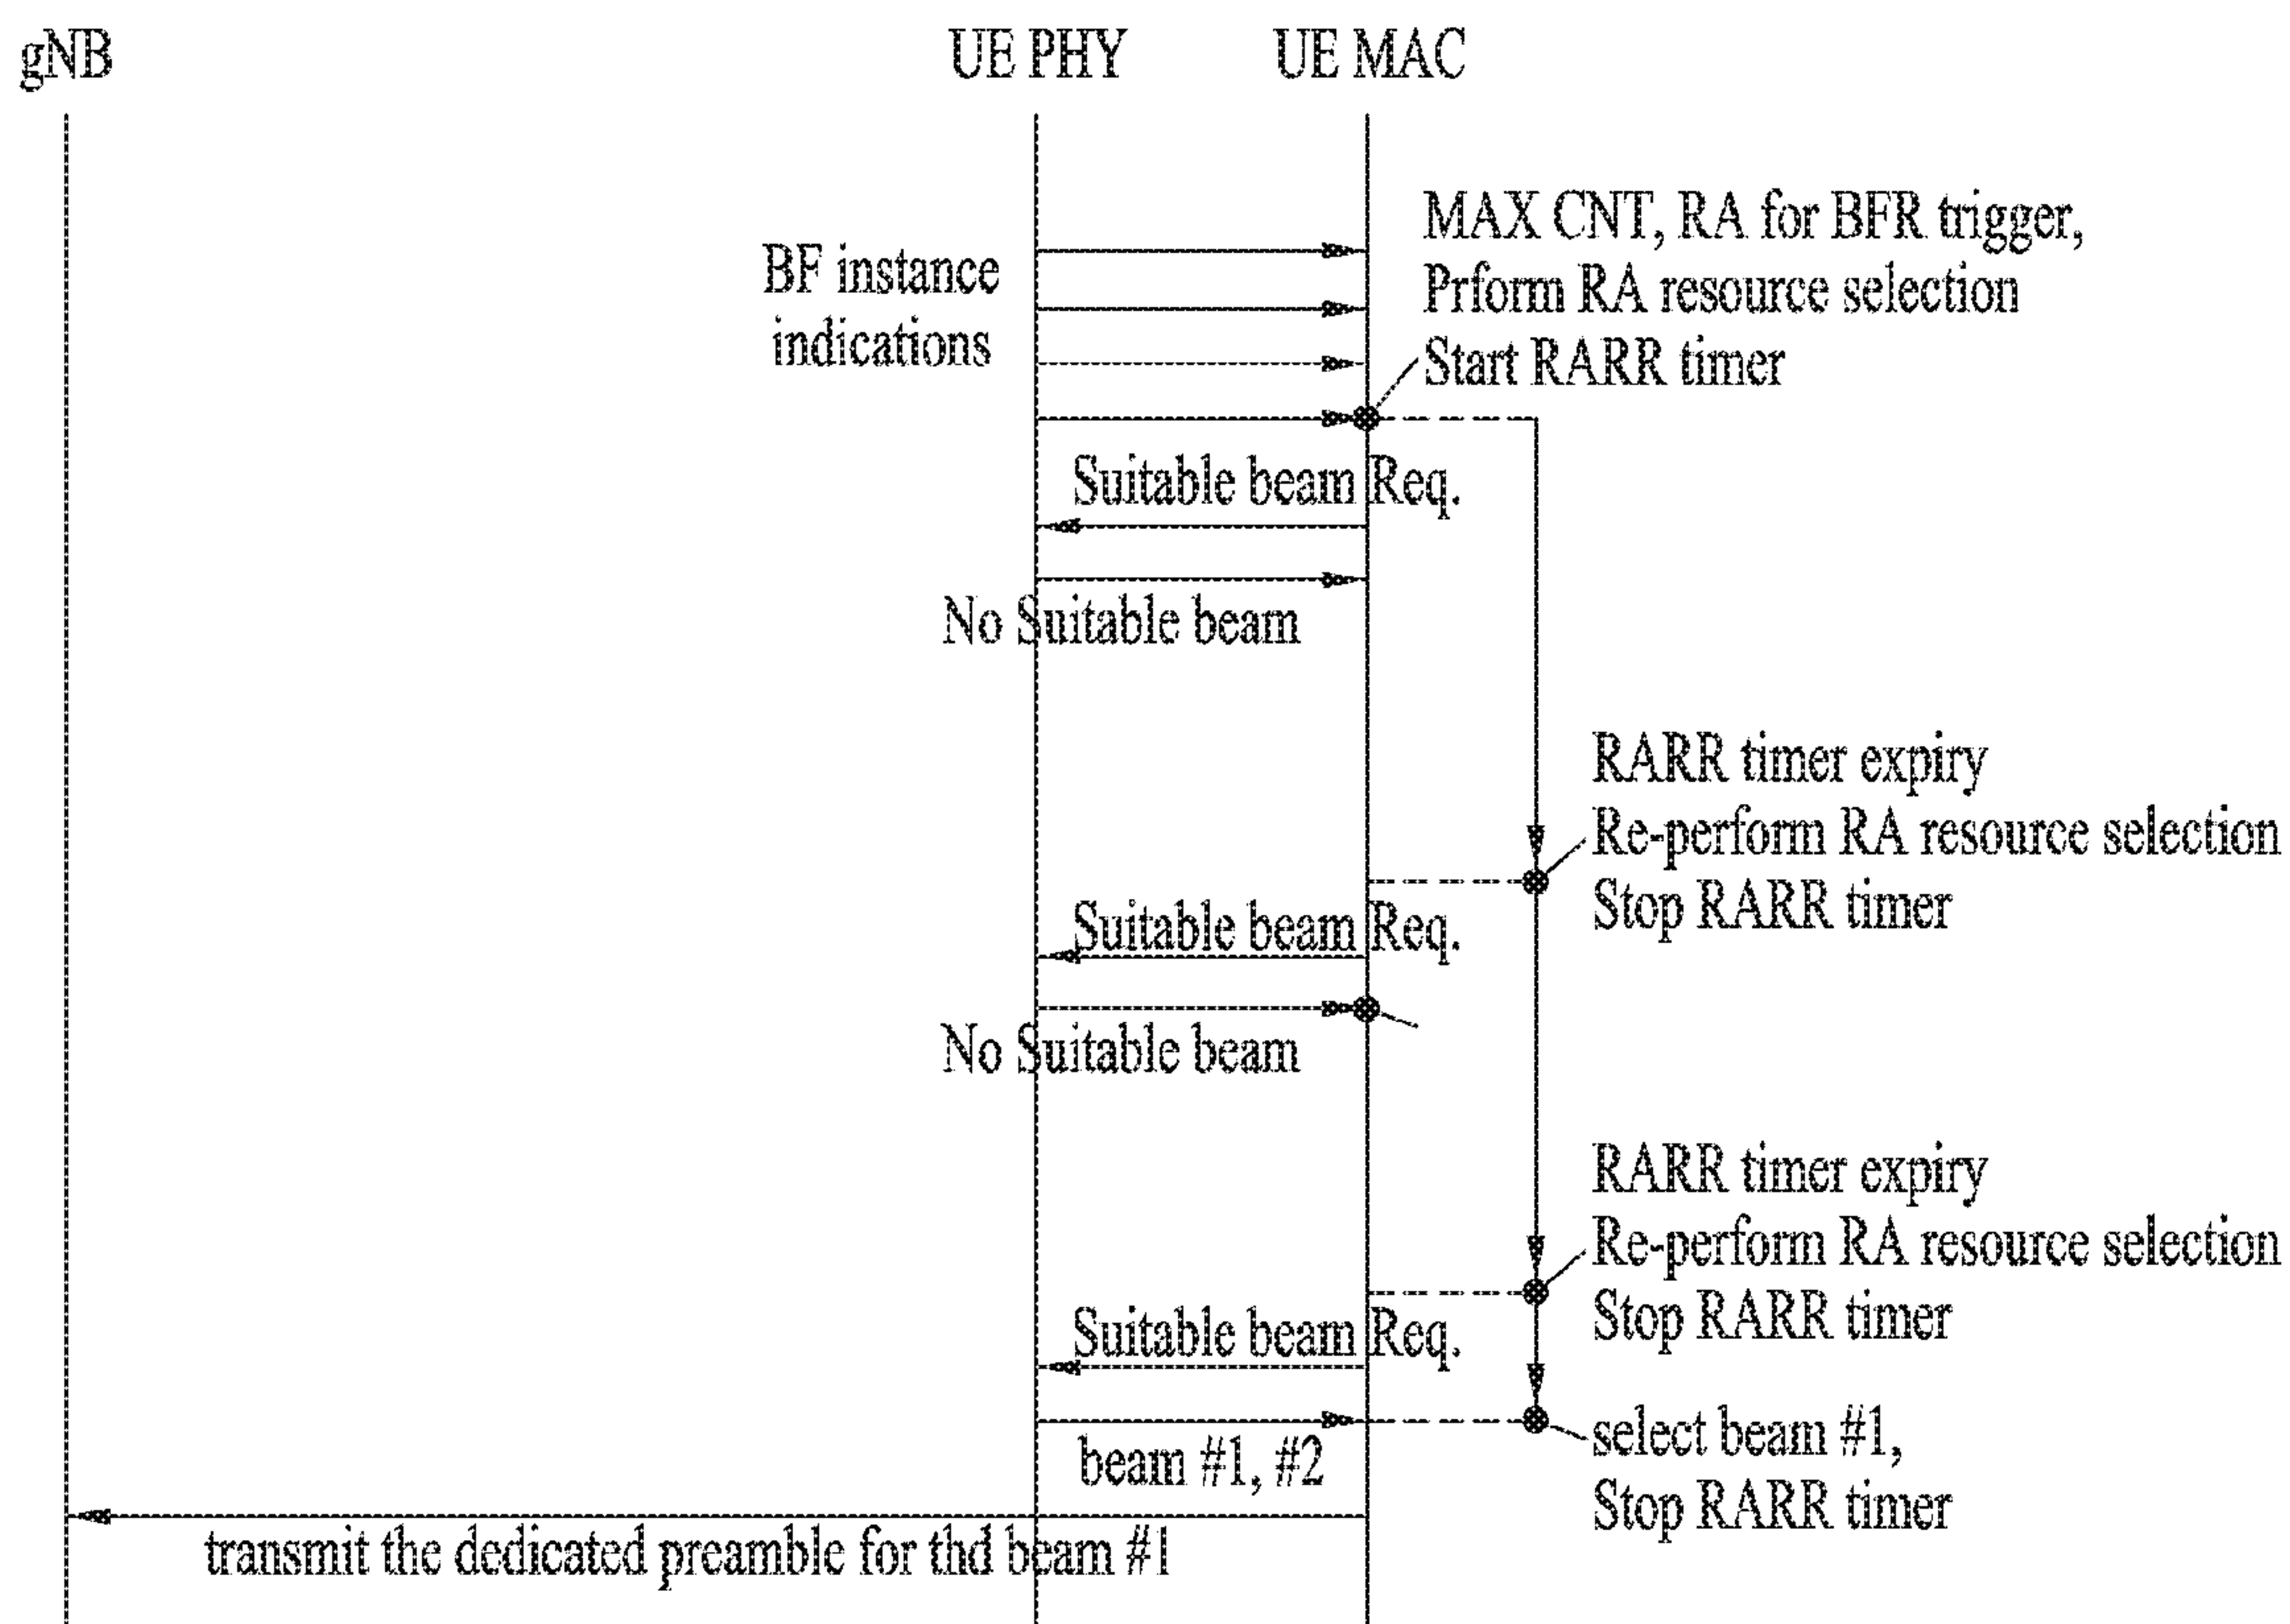 gNB
UE PHY
UE MAC
BF instance
indications
MAX CNT, RA for BFR trigger,
Prform RA resource selection
Start RARR timer
Suitable beam Req.
No Suitable beam
RARR timer expiry
Re-perform RA resource selection
Stop RARR timer
Suitable beam Req.
No Suitable beam
RARR timer expiry
Re-perform RA resource selection
Stop RARR timer
Suitable beam Req.
beam #1, #2
select beam #1,
Stop RARR timer
transmit the dedicated preamble for thd beam #1